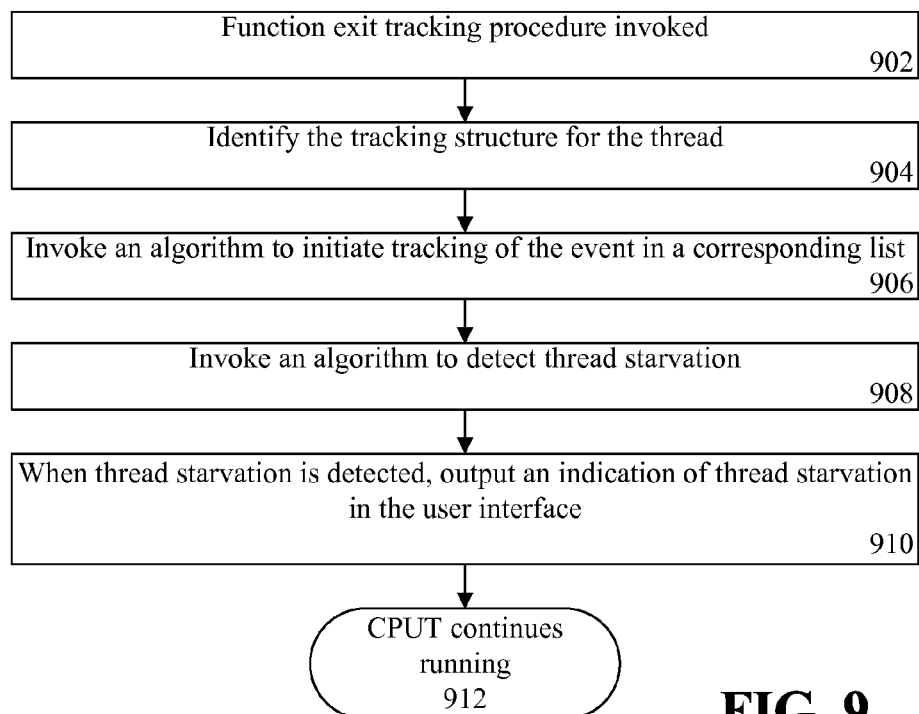 Function exit tracking procedure invoked
902
Identify the tracking structure for the thread
904
Invoke an algorithm to initiate tracking of the event in a corresponding list
906
Invoke an algorithm to detect thread starvation
908
When thread starvation is detected, output an indication of thread starvation
in the user interface
910
CPUT continues
running
912
FIG. 9